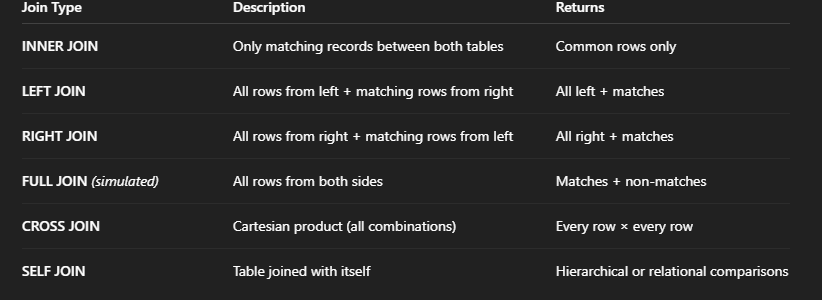 Join Type Description Returns
INNER JOIN Only matching records between both tables Common rows only
LEFT JOIN All rows from left + matching rows from right All left + matches
RIGHT JOIN All rows from right + matching rows from left All right + matches
FULL JOIN (simulated) All rows from both sides Matches + non-matches
CROSS JOIN Cartesian product (all combinations) Every row × every row
SELF JOIN Table joined with itself Hierarchical or relational comparisons